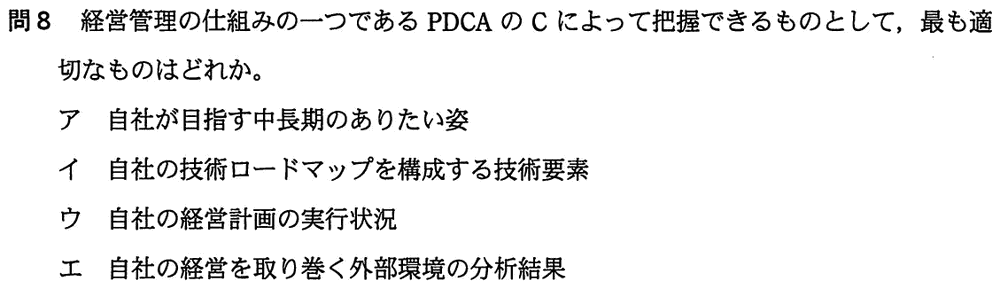 問8 経営管理の仕組みの一つである PDCA の C によって把握できるものとして，最も適
切なものはどれか。
ア 自社が目指す中長期のありたい姿
イ 自社の技術ロードマップを構成する技術要素
ウ 自社の経営計画の実行状況
エ 自社の経営を取り巻く外部環境の分析結果